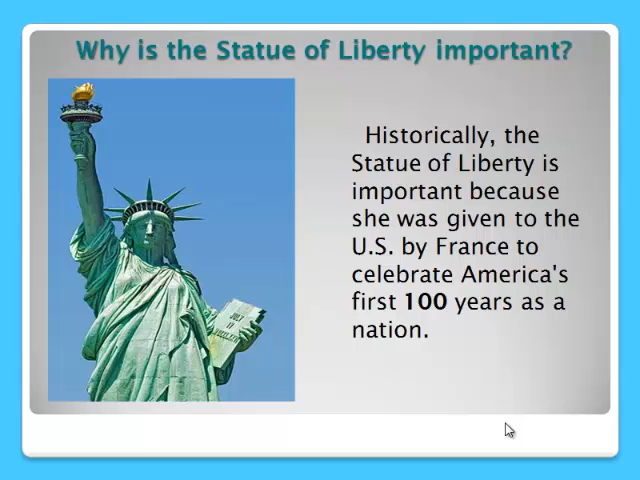 Why is the Statue of Liberty important?
Historically, the
Statue of Liberty is
important because
she was given to the
U.S. by France to
celebrate America's
first 100 years as a
nation.
JULY
IV